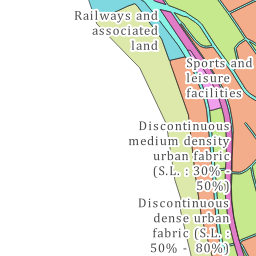 Railways and
associated
land
Sports and
leisure
facilities
Discontinuous
medium density
urban fabric
(S.L. : 30% -
50%)
Discontinuous
dense urban
fabric (S.L. :
50% - 80%)